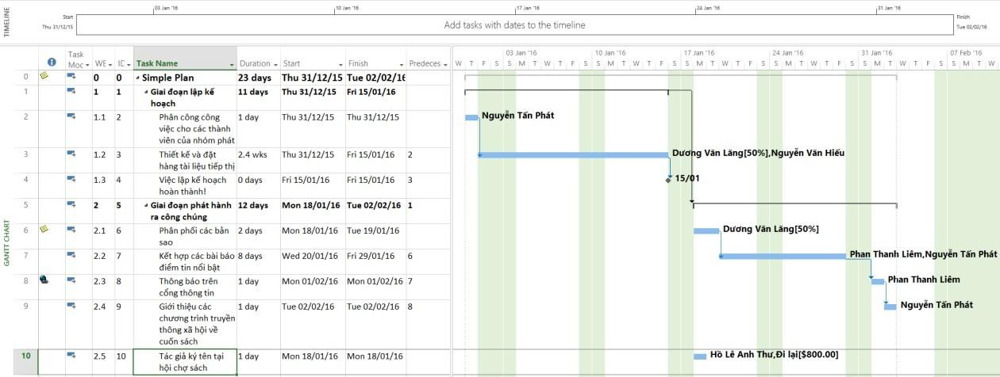 TIMELINE
03 Jan '16 10 Jan '16 17 Jan '16 24 Jan '16 31 Jan '16
Start
Thu 31/12/15
Add tasks with dates to the timeline
Finish
Tue 02/02/16
GANTT CHART
Task Moc WE ID Task Name Duration Start Finish Predeces
03 Jan '16 10 Jan '16 17 Jan '16 24 Jan '16 31 Jan '16 07 Feb '16
W T F S S M T W T F S S M T W T F S S M T W T F S S M T W T F S S M T W T F S S M T W
0 0 0 Simple Plan 23 days Thu 31/12/15 Tue 02/02/16
1 1 1 Giai đoạn lập kế 11 days Thu 31/12/15 Fri 15/01/16
hoạch
2 1.1 2 Phân công công 1 day Thu 31/12/15 Thu 31/12/15
việc cho các thành
viên của nhóm phát
Nguyễn Tấn Phát
3 1.2 3 Thiết kế và đặt 2.4 wks Thu 31/12/15 Fri 15/01/16 2
hàng tài liệu tiếp thị
Dương Văn Lãng[50%],Nguyễn Văn Hiếu
4 1.3 4 Việc lập kế hoạch 0 days Fri 15/01/16 Fri 15/01/16 3
hoàn thành!
15/01
5 2 5 Giai đoạn phát hành 12 days Mon 18/01/16 Tue 02/02/16 1
ra công chúng
6 2.1 6 Phân phối các bản 2 days Mon 18/01/16 Tue 19/01/16
sao
Dương Văn Lãng[50%]
7 2.2 7 Kết hợp các bài báo 8 days Wed 20/01/16 Fri 29/01/16 6
điểm tin nổi bật
Phan Thanh Liêm,Nguyễn Tấn Phát
8 2.3 8 Thông báo trên 1 day Mon 01/02/16 Mon 01/02/16 7
cổng thông tin
Phan Thanh Liêm
9 2.4 9 Giới thiệu các 1 day Tue 02/02/16 Tue 02/02/16 8
chương trình truyền
thông xã hội về
cuốn sách
Nguyễn Tấn Phát
10 2.5 10 Tác giả ký tên tại 1 day Mon 18/01/16 Mon 18/01/16
hội chợ sách
Hồ Lê Anh Thư,Đi lại[$800.00]